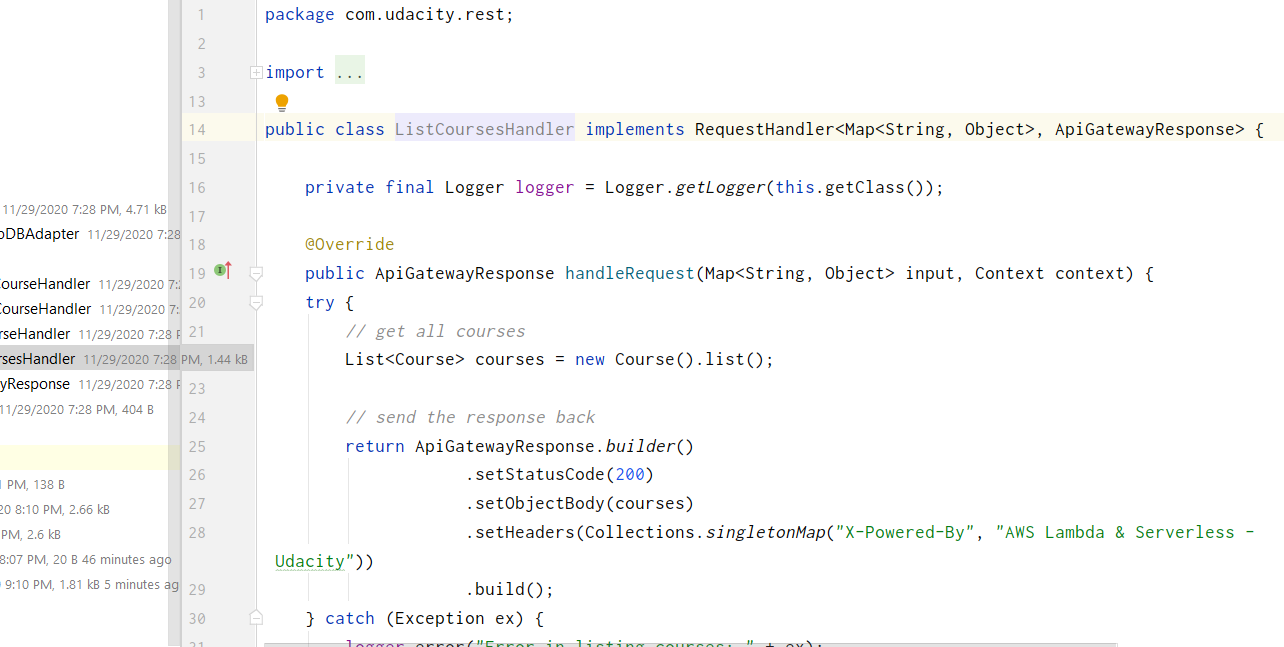 1 package com.udacity.rest;
2
3 import ...
13
14 public class ListCoursesHandler implements RequestHandler<Map<String, Object>, ApiGatewayResponse> {
15
16 private final Logger logger = Logger.getLogger(this.getClass());
17
11/29/2020 7:28 PM, 4.71 kB
oDBAdapter 11/29/2020 7:28
18 @Override
19 public ApiGatewayResponse handleRequest(Map<String, Object> input, Context context) {
ourseHandler 11/29/2020 7:
20 try {
CourseHandler 11/29/2020 7:
21 // get all courses
rseHandler 11/29/2020 7:28
rsesHandler 11/29/2020 7:28 PM, 1.44 kB
List<Course> courses = new Course().list();
yResponse 11/29/2020 7:28
23
11/29/2020 7:28 PM, 404 B
24 // send the response back
25 return ApiGatewayResponse.builder()
26 .setStatusCode(200)
PM, 138 B
27 .setObjectBody(courses)
20 8:10 PM, 2.66 kB
28 .setHeaders(Collections.singletonMap("X-Powered-By", "AWS Lambda & Serverless -
PM, 2.6 kB
Udacity"))
8:07 PM, 20 B 46 minutes ago
29 .build();
9:10 PM, 1.81 kB 5 minutes ag
30 } catch (Exception ex) {
31 logger.error("Error in listing courses: " + ex);